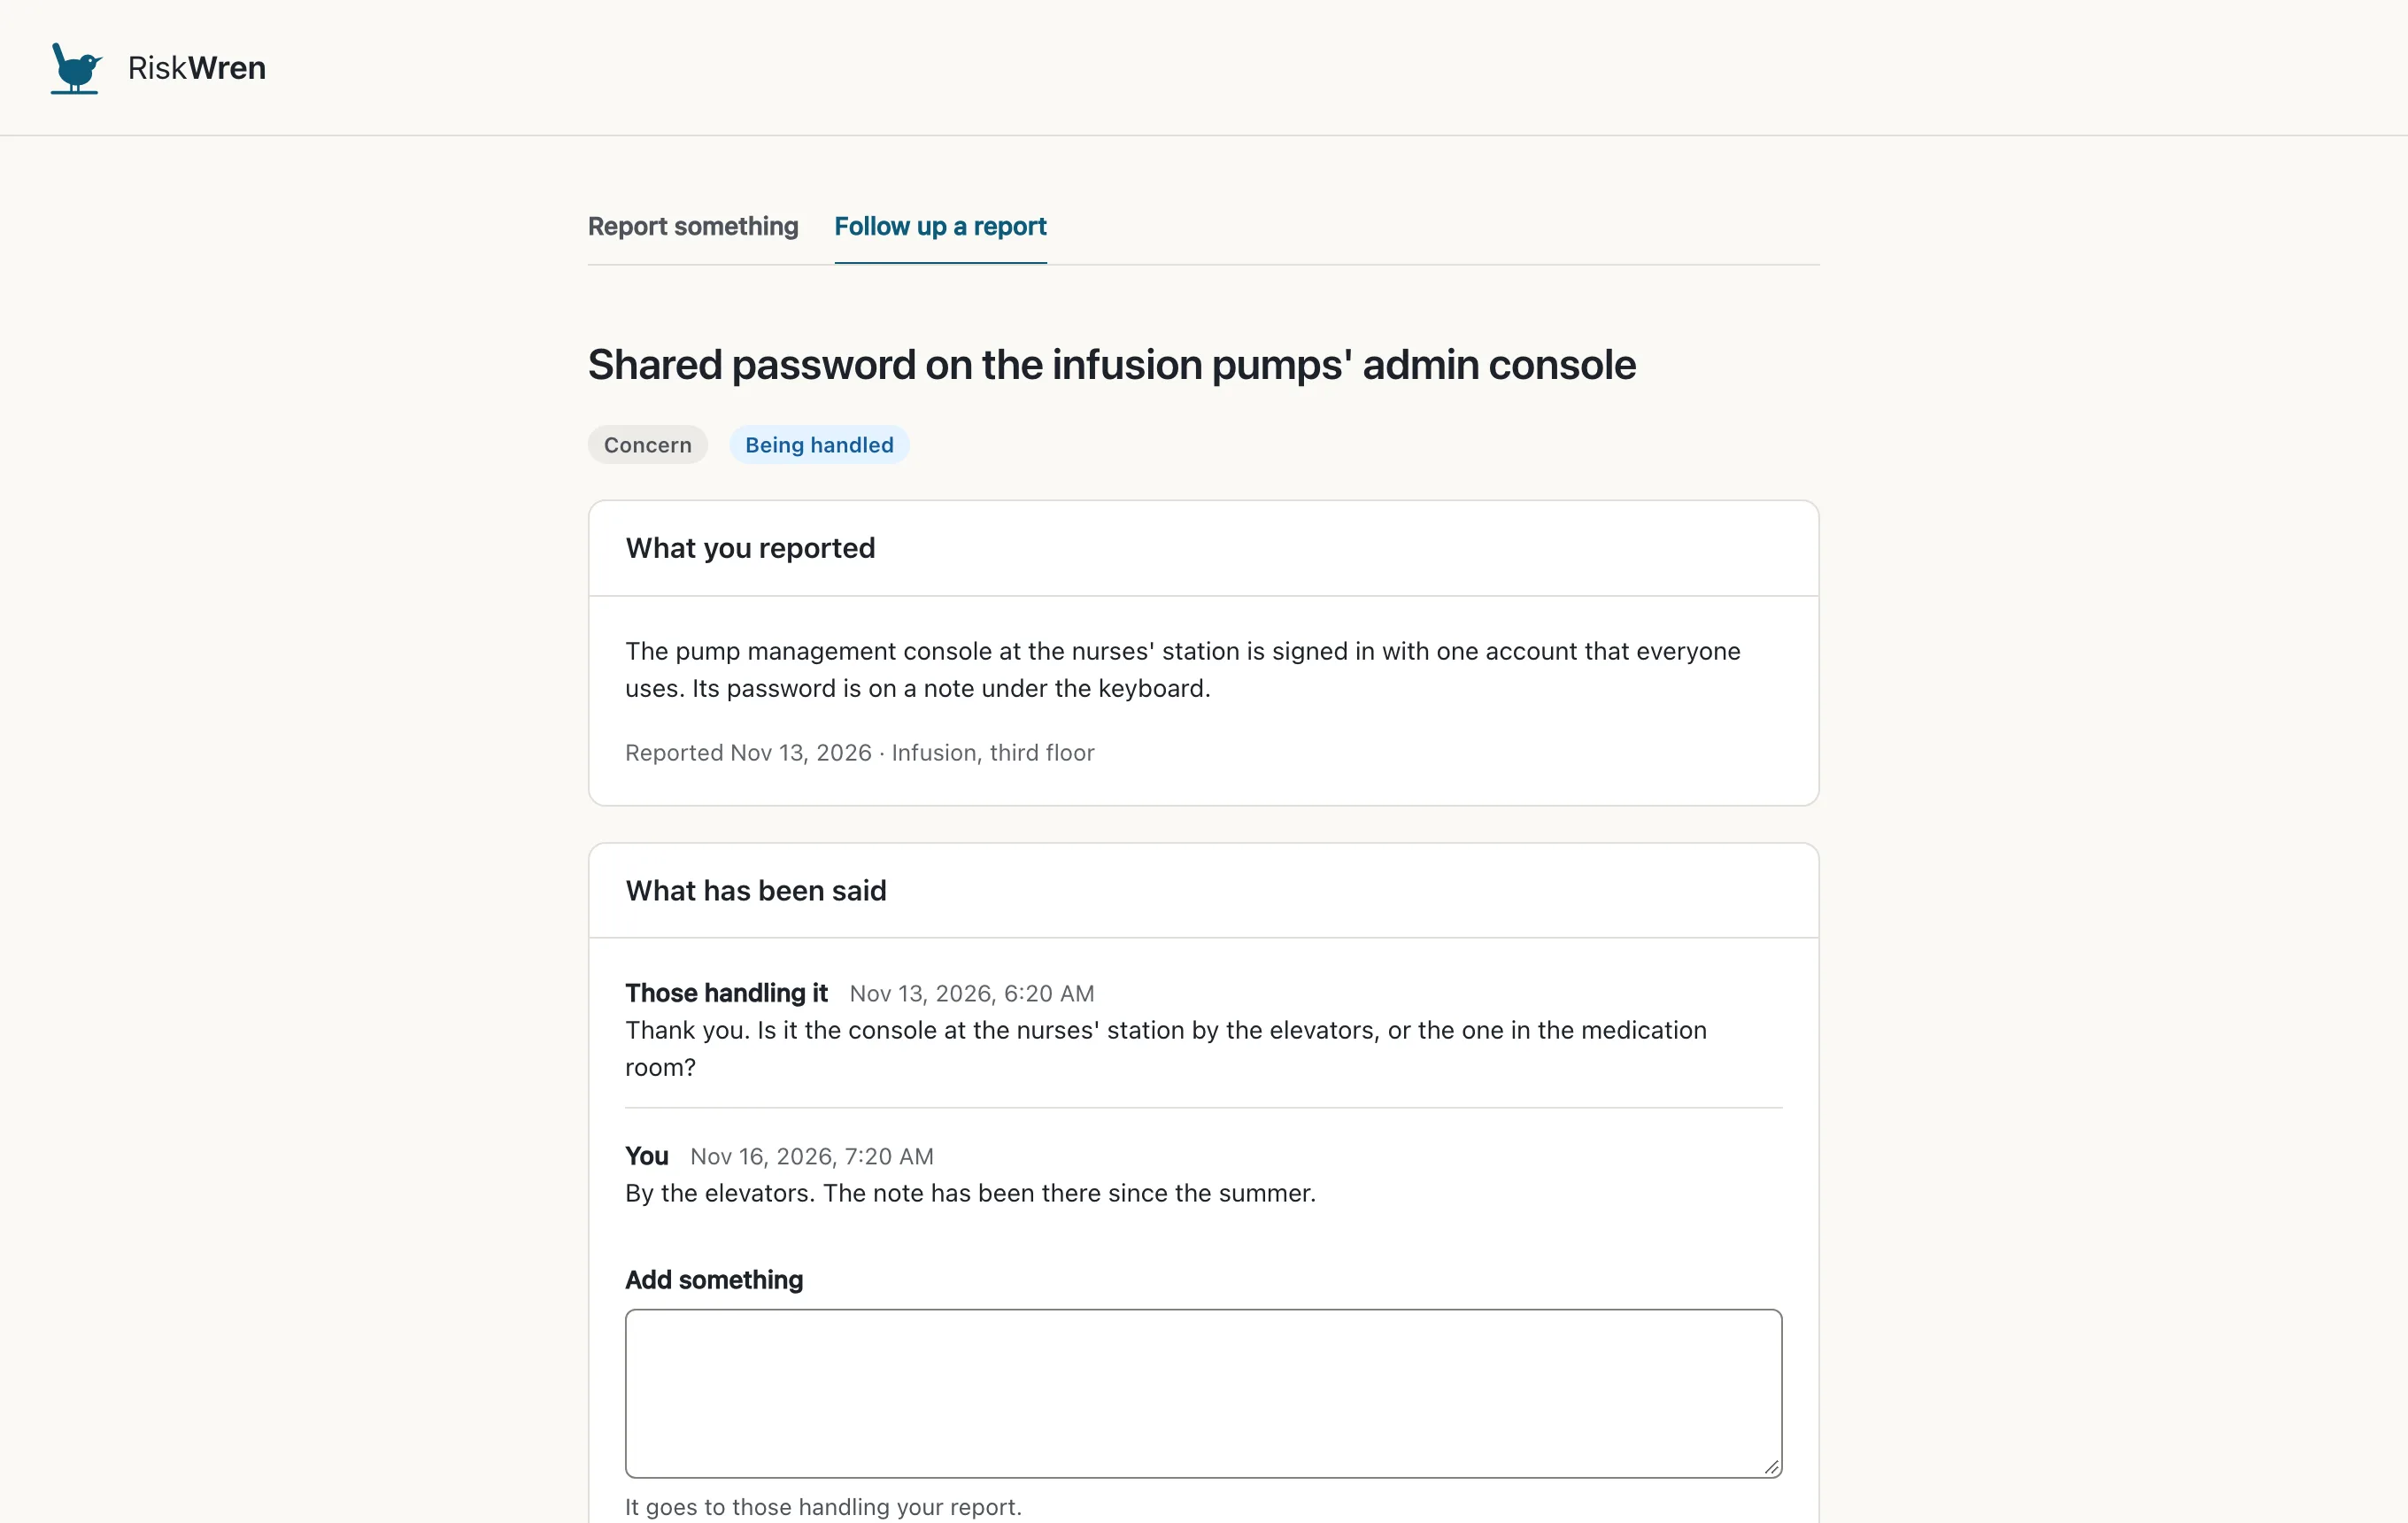 RiskWren
Report something
Follow up a report
Shared password on the infusion pumps' admin console
Concern
Being handled
What you reported
The pump management console at the nurses' station is signed in with one account that everyone
uses. Its password is on a note under the keyboard.
Reported Nov 13, 2026 · Infusion, third floor
What has been said
Those handling it Nov 13, 2026, 6:20 AM
Thank you. Is it the console at the nurses' station by the elevators, or the one in the medication
room?
You Nov 16, 2026, 7:20 AM
By the elevators. The note has been there since the summer.
Add something
It goes to those handling your report.